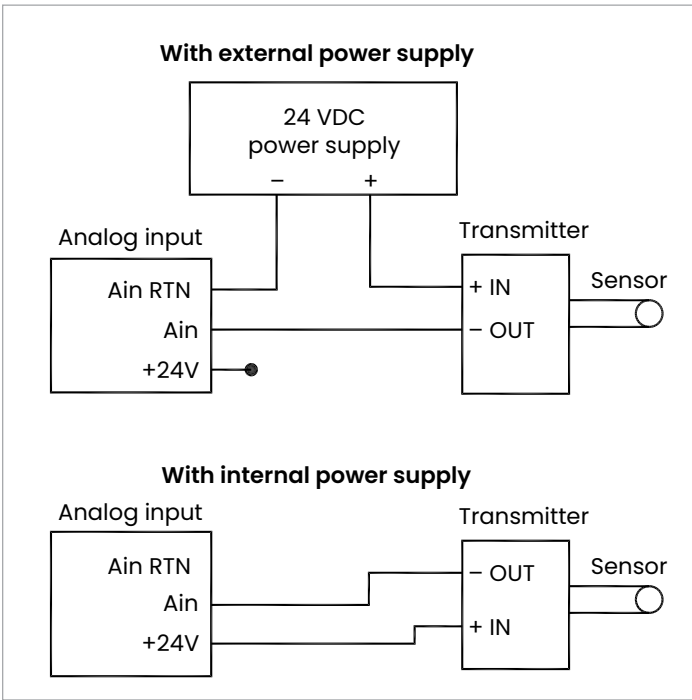 With external power supply
24 VDC
power supply
− +
Analog input
Transmitter
Ain RTN
+ IN
Sensor
Ain
− OUT
+24V
With internal power supply
Analog input
Transmitter
Ain RTN
− OUT
Sensor
Ain
+ IN
+24V